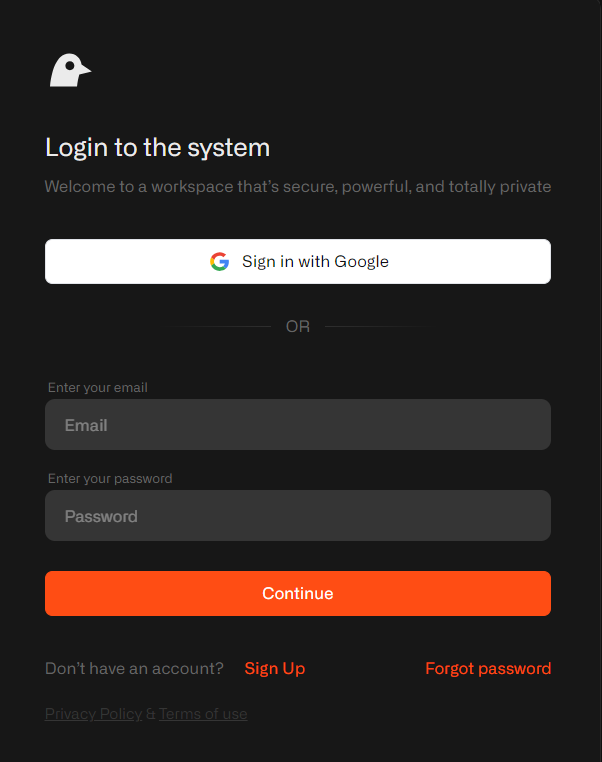 Login to the system
Welcome to a workspace that's secure, powerful, and totally private
Sign in with Google
OR
Enter your email
Email
Enter your password
Password
Continue
Don't have an account? Sign Up Forgot password
Privacy Policy & Terms of use